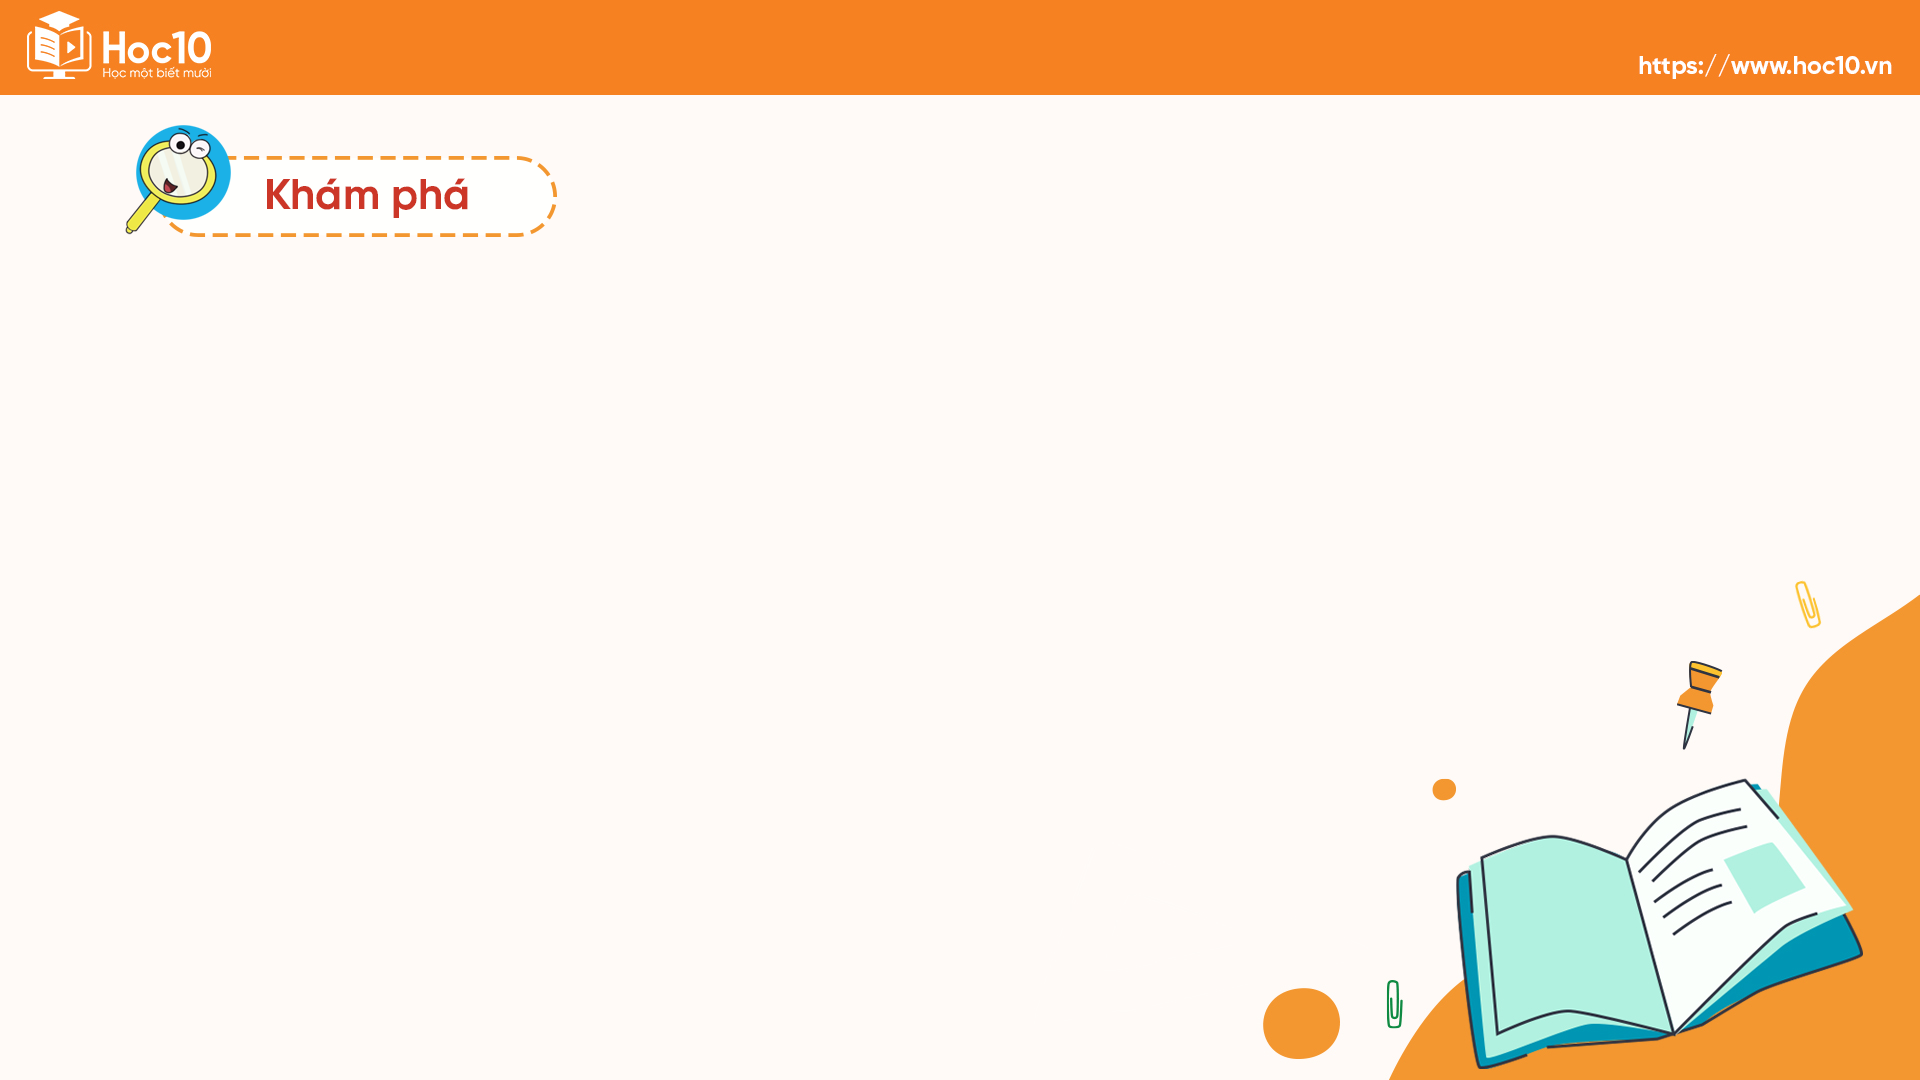 Hoc10
Học một biết mười
https://www.hoc10.vn
Khám phá